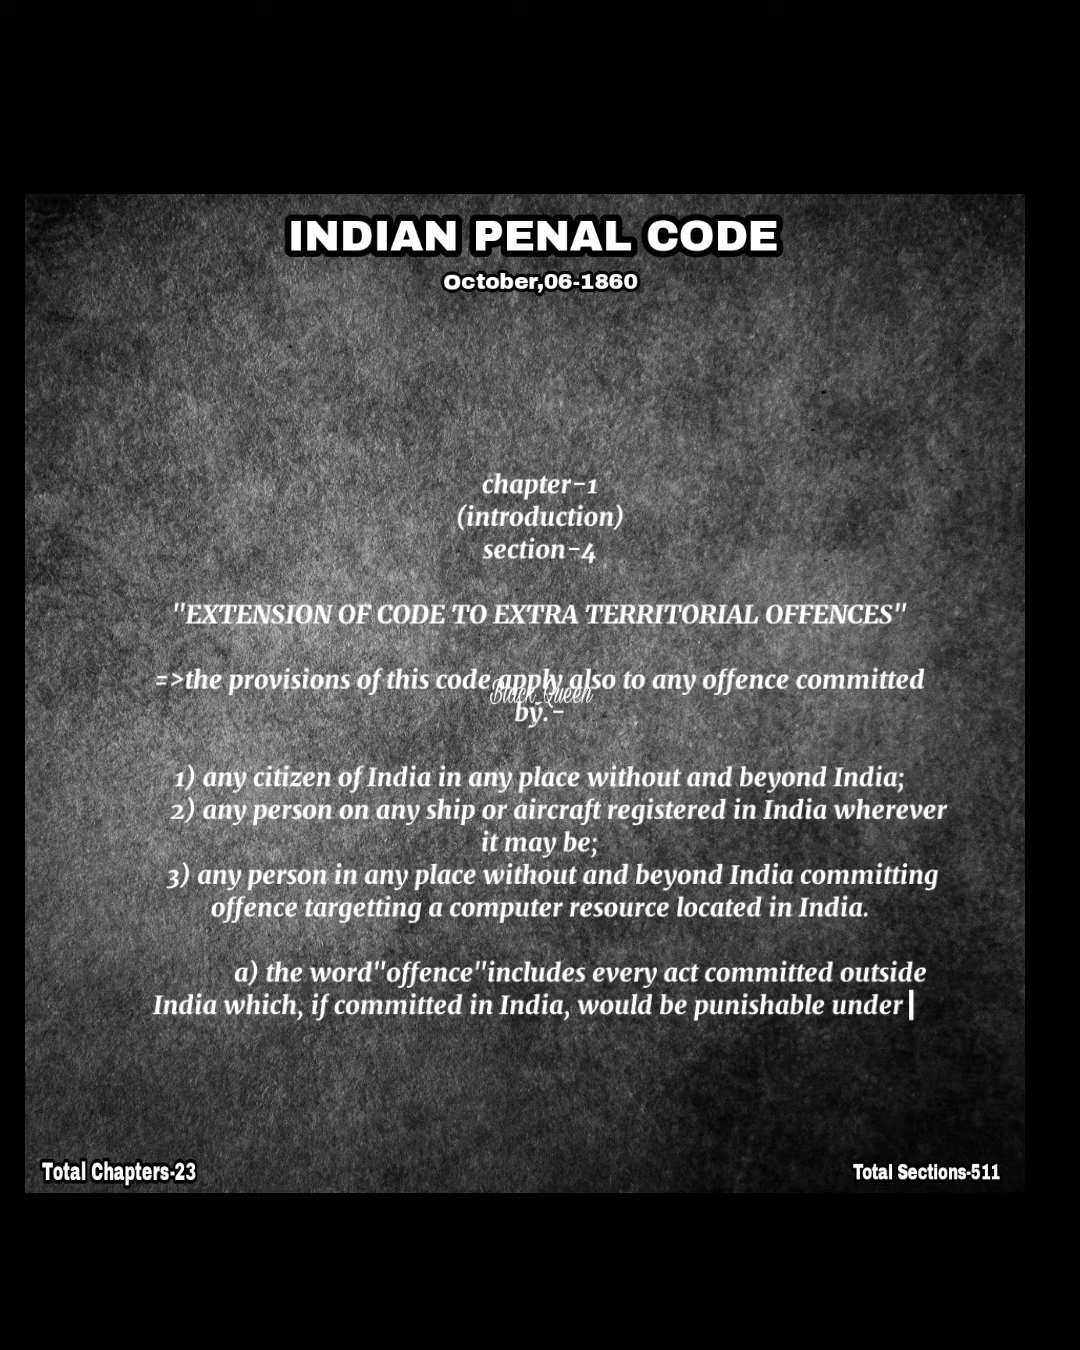 INDIAN PENAL CODE
October,06-1860
chapter-1
(introduction)
section-4
"EXTENSION OF CODE TO EXTRA TERRITORIAL OFFENCES"
=>the provisions of this code apply also to any offence committed
Black_Queen
by.-
1) any citizen of India in any place without and beyond India;
2) any person on any ship or aircraft registered in India wherever
it may be;
3) any person in any place without and beyond India committing
offence targetting a computer resource located in India.
a) the word"offence"includes every act committed outside
India which, if committed in India, would be punishable under
Total Chapters-23
Total Sections-511